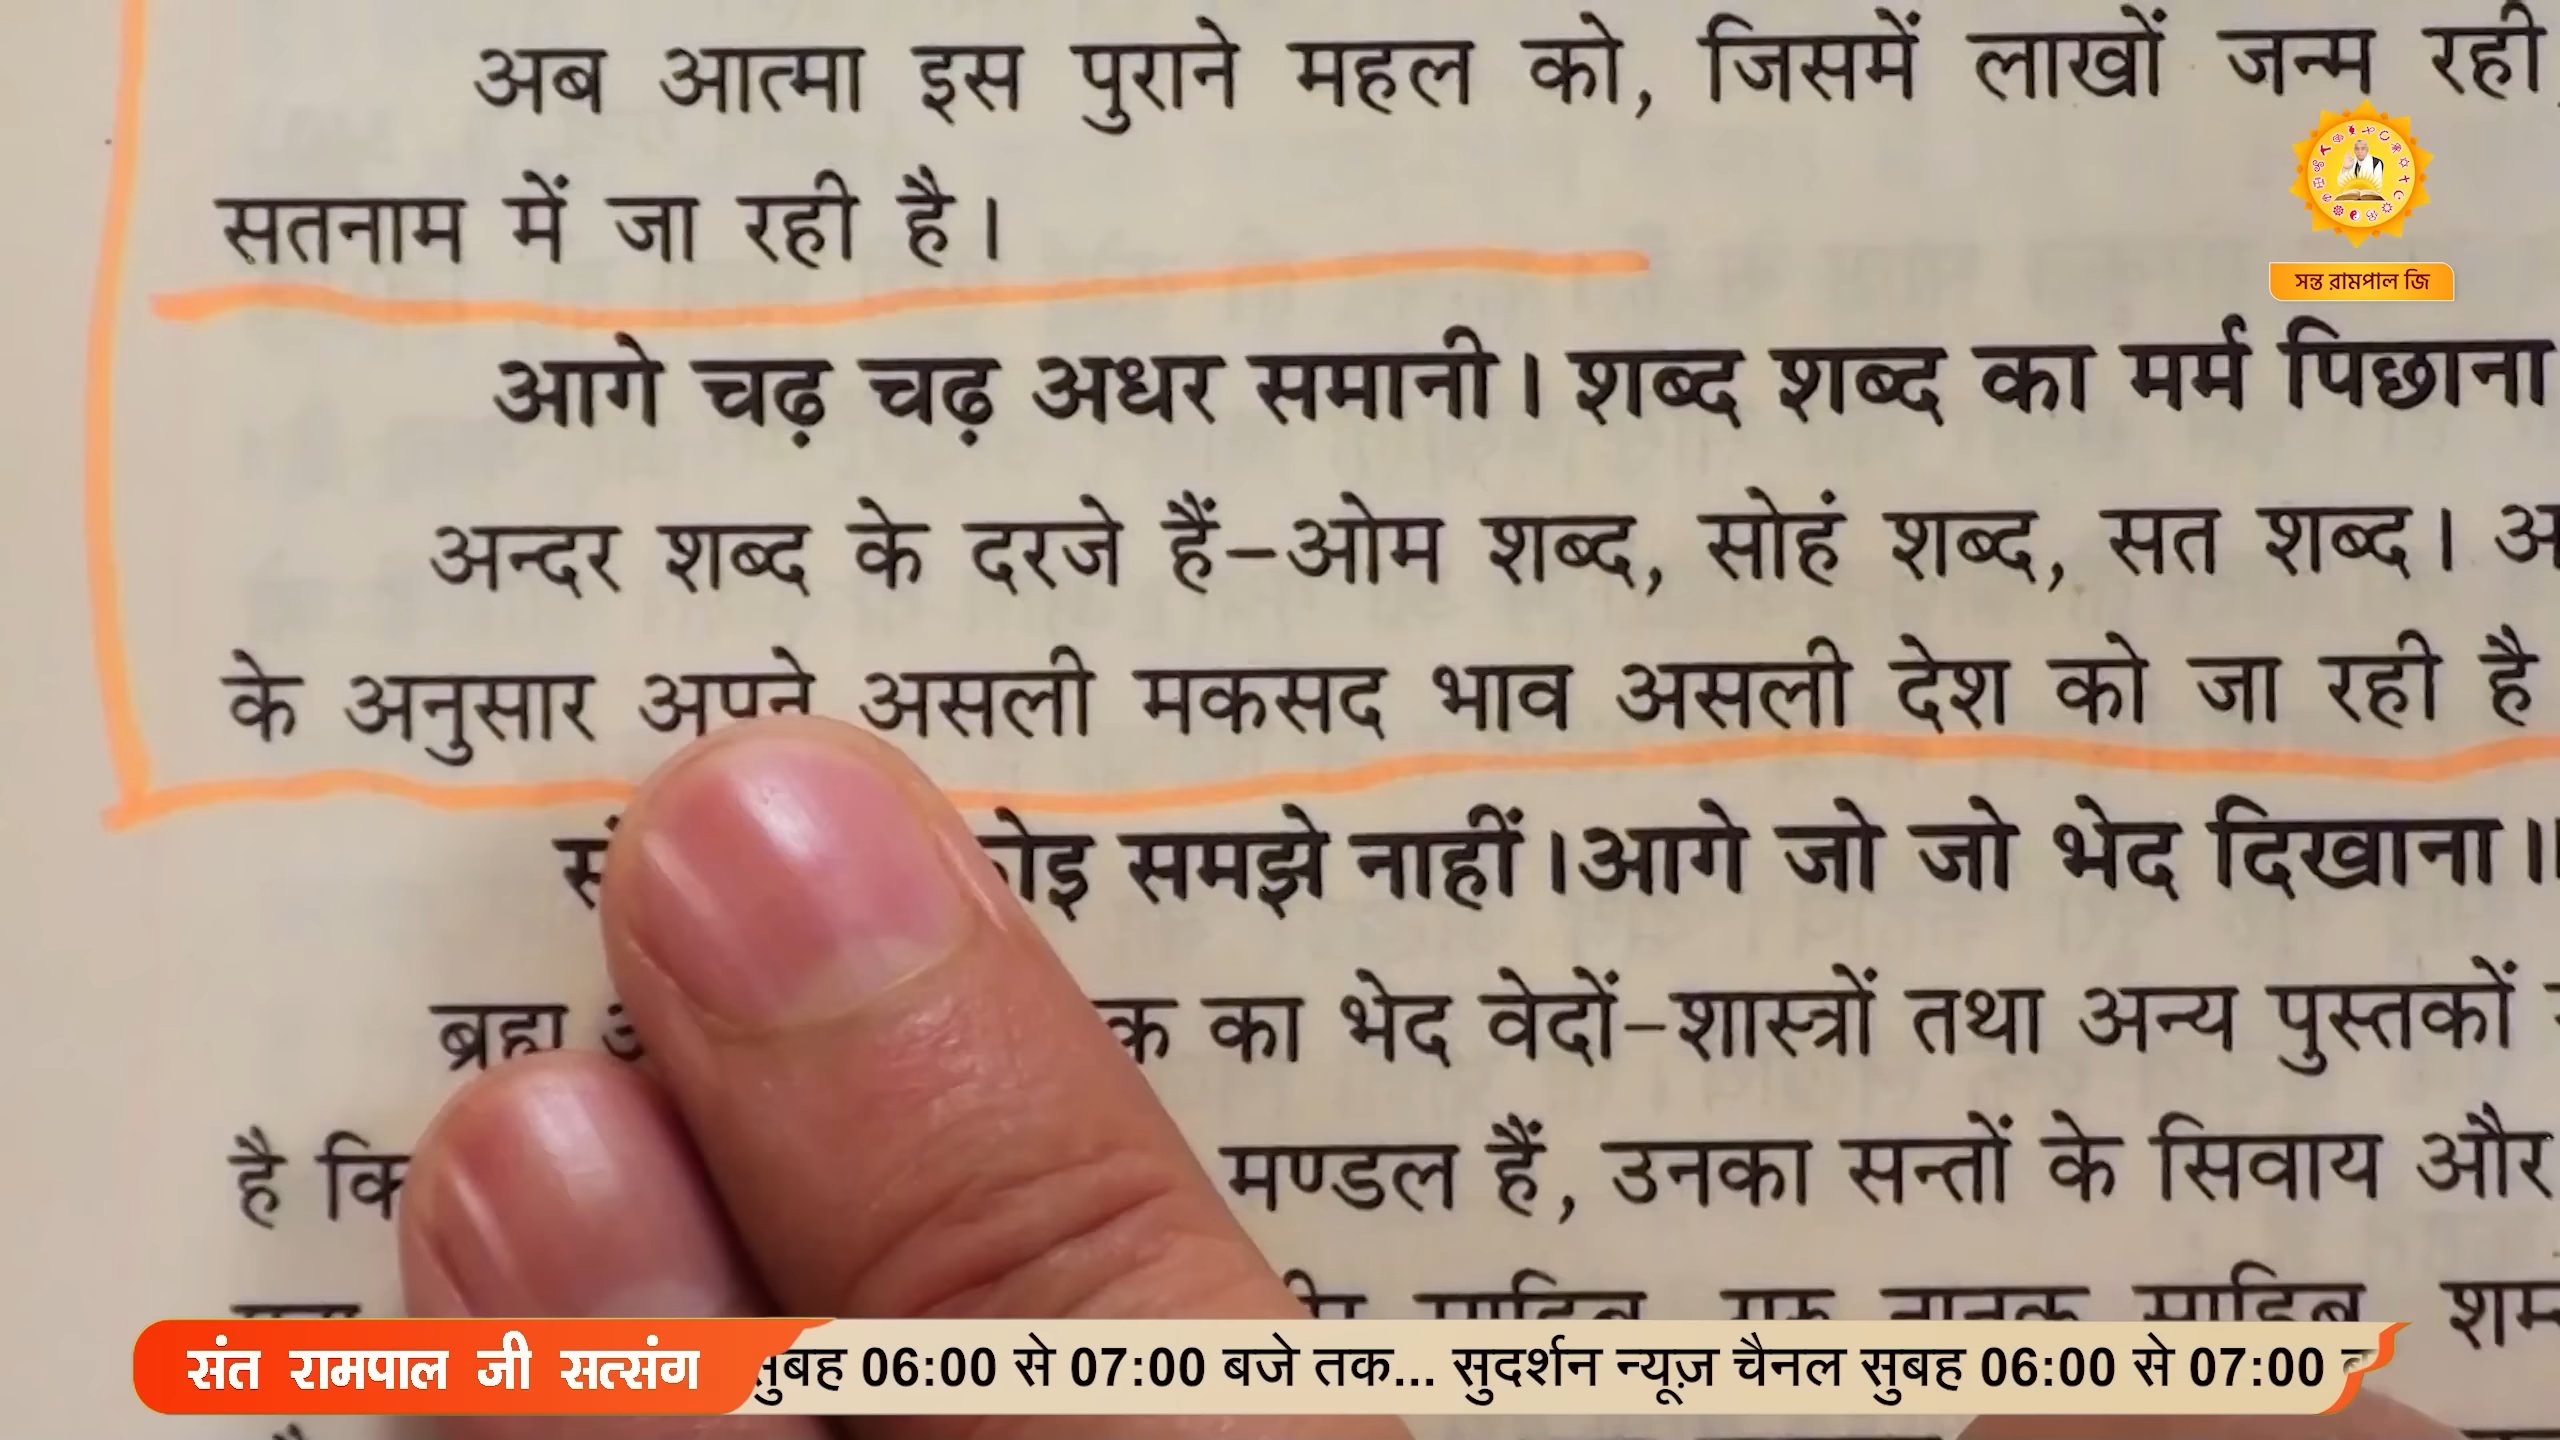 अब आत्मा इस पुराने महल को, जिसमें लाखों जन्म रही
सतनाम में जा रही है।
सন্ত রামপাল জি
आगे चढ़ चढ़ अधर समानी। शब्द शब्द का मर्म पिछाना
अन्दर शब्द के दरजे हैं–ओम शब्द, सोहं शब्द, सत शब्द।
के अनुसार अपने असली मकसद भाव असली देश को जा रही है
समझे नाहीं।आगे जो जो भेद दिखाना॥
का भेद वेदों–शास्त्रों तथा अन्य पुस्तकों
है कि मण्डल हैं, उनका सन्तों के सिवाय और
संत रामपाल जी सत्संग
सुबह 06:00 से 07:00 बजे तक... सुदर्शन न्यूज़ चैनल सुबह 06:00 से 07:00